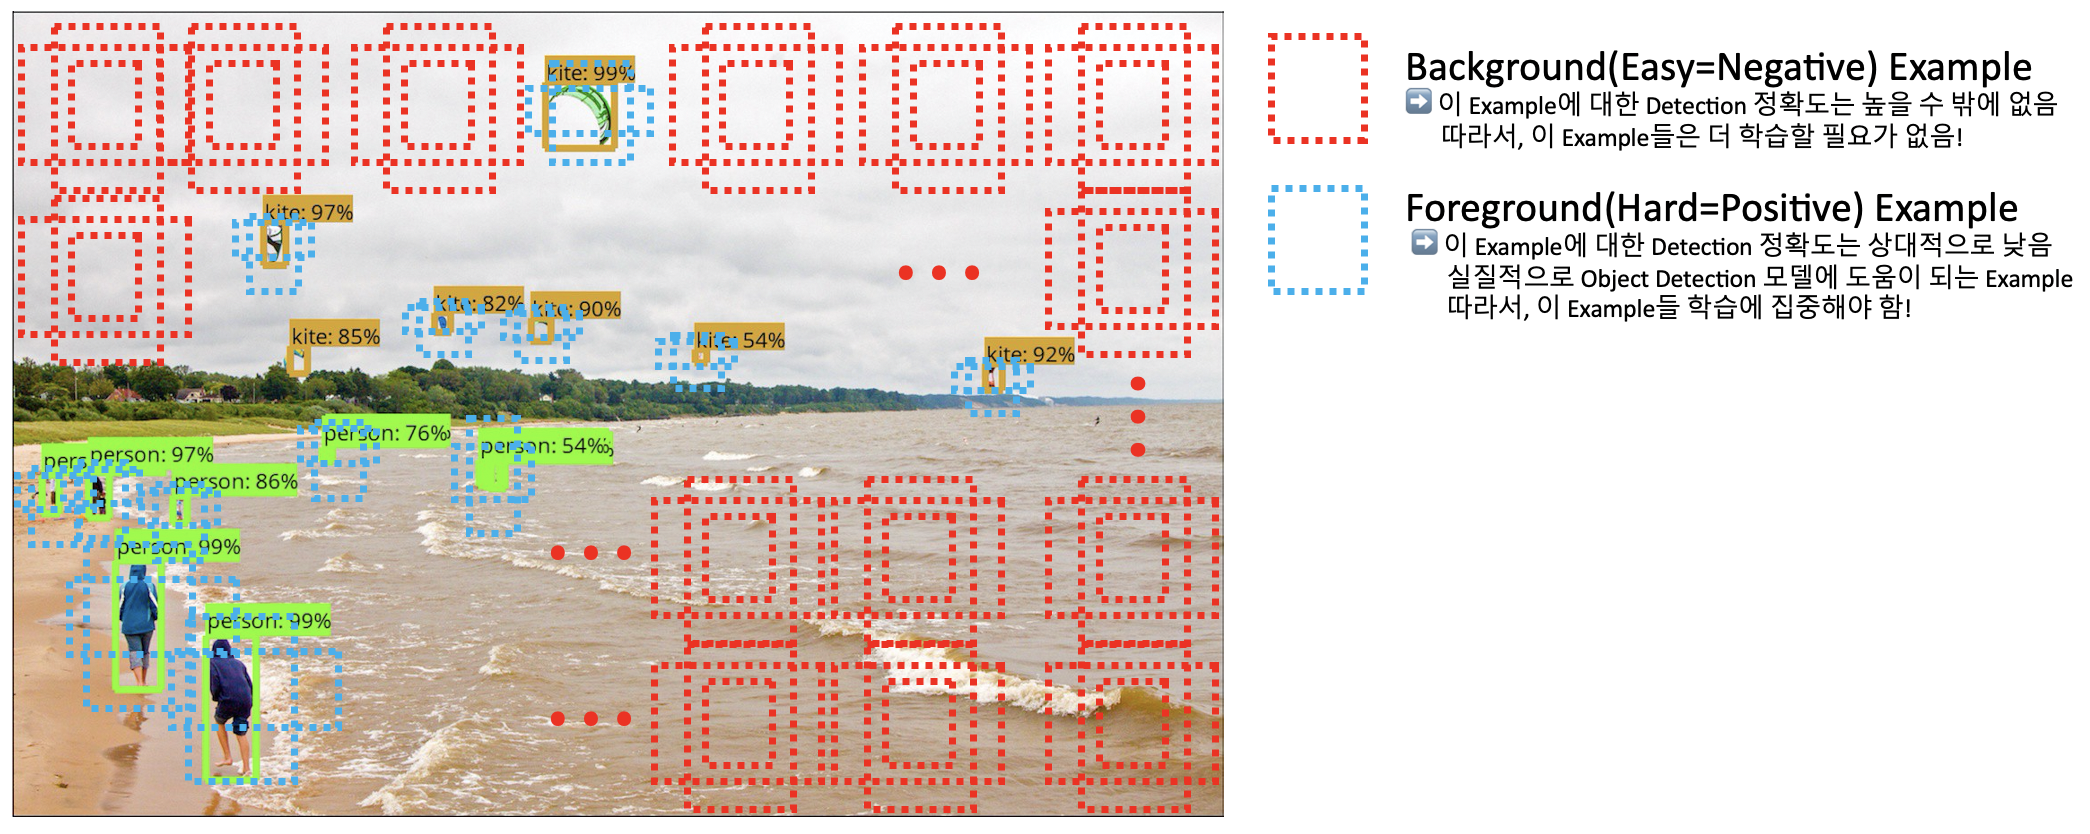 kite: 99%
kite: 97%
kite: 82%
kite: 90%
kite: 85%
kite: 54%
kite: 92%
person: 76%
person: 54%
person: 97%
person: 86%
person: 99%
person: 99%
Background(Easy=Negative) Example
➡ 이 Example에 대한 Detection 정확도는 높을 수 밖에 없음
따라서, 이 Example들은 더 학습할 필요가 없음!
Foreground(Hard=Positive) Example
➡ 이 Example에 대한 Detection 정확도는 상대적으로 낮음
실질적으로 Object Detection 모델에 도움이 되는 Example
따라서, 이 Example들 학습에 집중해야 함!